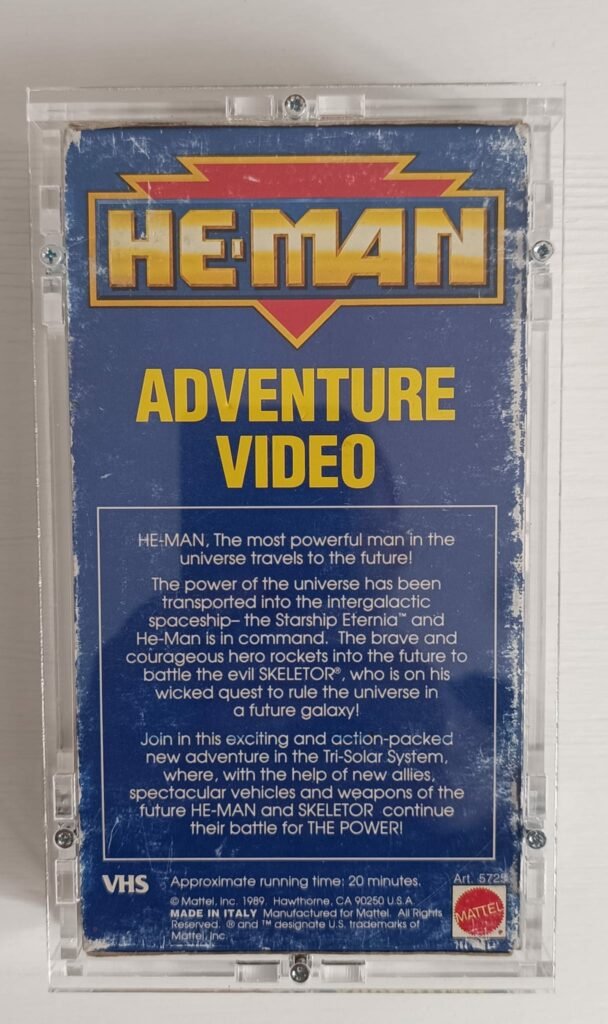 HE-MAN
ADVENTURE
VIDEO
HE-MAN, The most powerful man in the
universe travels to the future!
The power of the universe has been
transported into the intergalactic
spaceship– the Starship Eternia™ and
He-Man is in command. The brave and
courageous hero rockets into the future to
battle the evil SKELETOR®, who is on his
wicked quest to rule the universe in
a future galaxy!
Join in this exciting and action-packed
new adventure in the Tri-Solar System,
where, with the help of new allies,
spectacular vehicles and weapons of the
future HE-MAN and SKELETOR continue
their battle for THE POWER!
VHS Approximate running time: 20 minutes. Art.
© Mattel, Inc. 1989. Hawthorne, CA 90250 U.S.A.
MADE IN ITALY Manufactured for Mattel. All Rights
Reserved. ® and ™ designate U.S. trademarks of
Mattel, Inc.
MATTEL